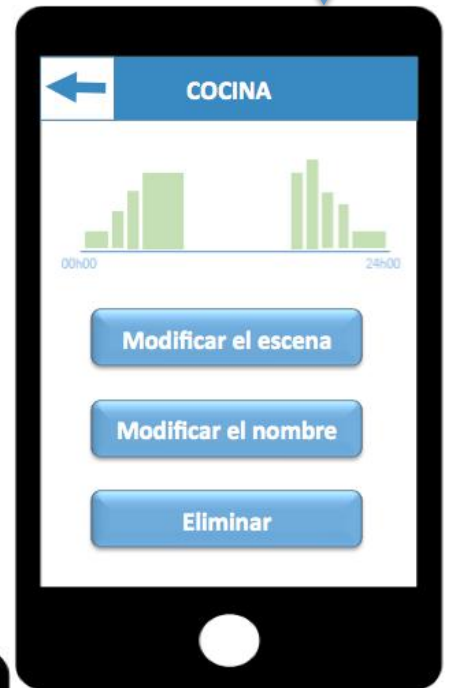 COCINA
00h00 24h00
Modificar el escena
Modificar el nombre
Eliminar